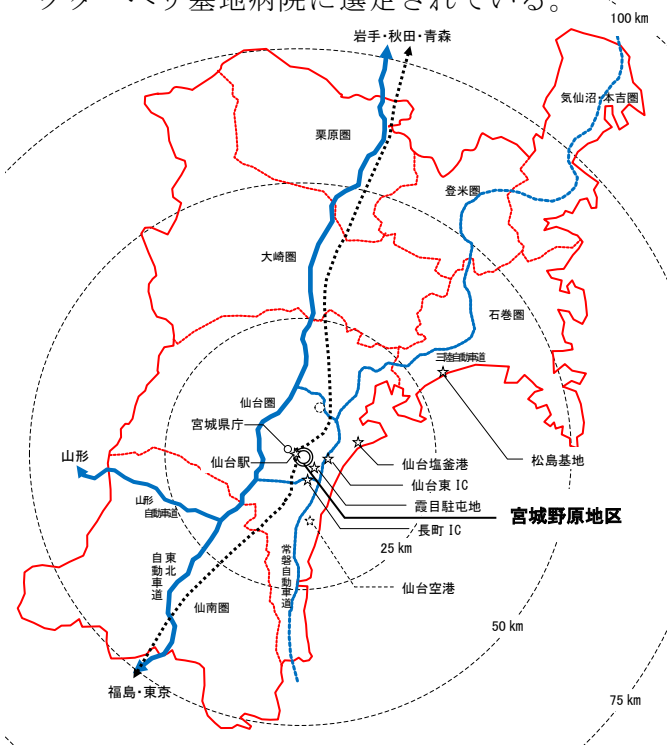 クターヘリ基地病院に選定されている。
100 km
岩手・秋田・青森
気仙沼・本吉圏
栗原圏
登米圏
大崎圏
石巻圏
三陸自動車道
仙台圏
宮城県庁
仙台駅
山形
仙台塩釜港
松島基地
仙台東 IC
霞目駐屯地
宮城野原地区
長町 IC
山形
自動車道
25 km
東北
自動車道
常磐自動車道
仙台空港
仙南圏
50 km
福島・東京
75 km